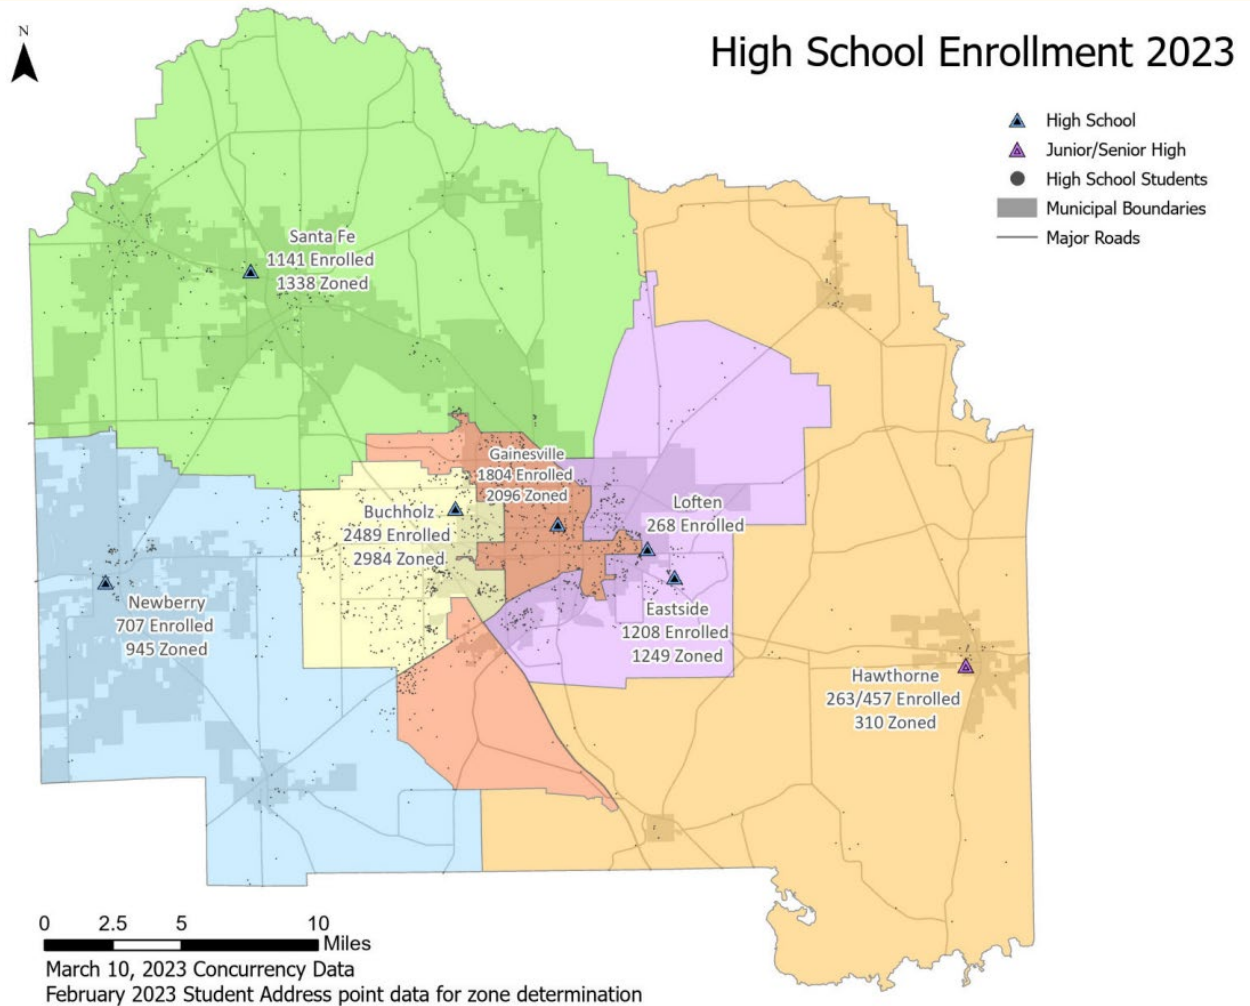 N
High School Enrollment 2023
High School
Junior/Senior High
High School Students
Municipal Boundaries
Major Roads
Santa Fe
1141 Enrolled
1338 Zoned
Gainesville
1804 Enrolled
2096 Zoned
Buchholz
2489 Enrolled
2984 Zoned
Loften
268 Enrolled
Newberry
707 Enrolled
945 Zoned
Eastside
1208 Enrolled
1249 Zoned
Hawthorne
263/457 Enrolled
310 Zoned
0 2.5 5 10
Miles
March 10, 2023 Concurrency Data
February 2023 Student Address point data for zone determination